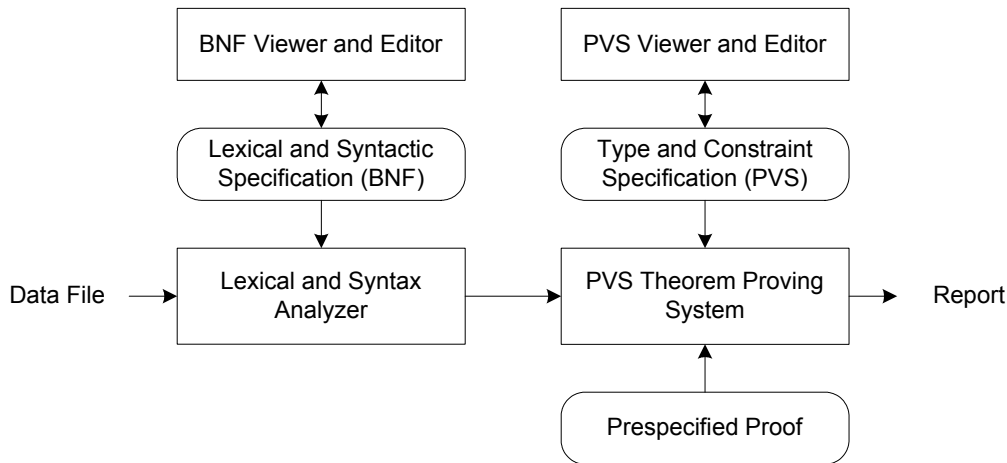 BNF Viewer and Editor
PVS Viewer and Editor
Lexical and Syntactic
Specification (BNF)
Type and Constraint
Specification (PVS)
Data File
Lexical and Syntax
Analyzer
PVS Theorem Proving
System
Report
Prespecified Proof